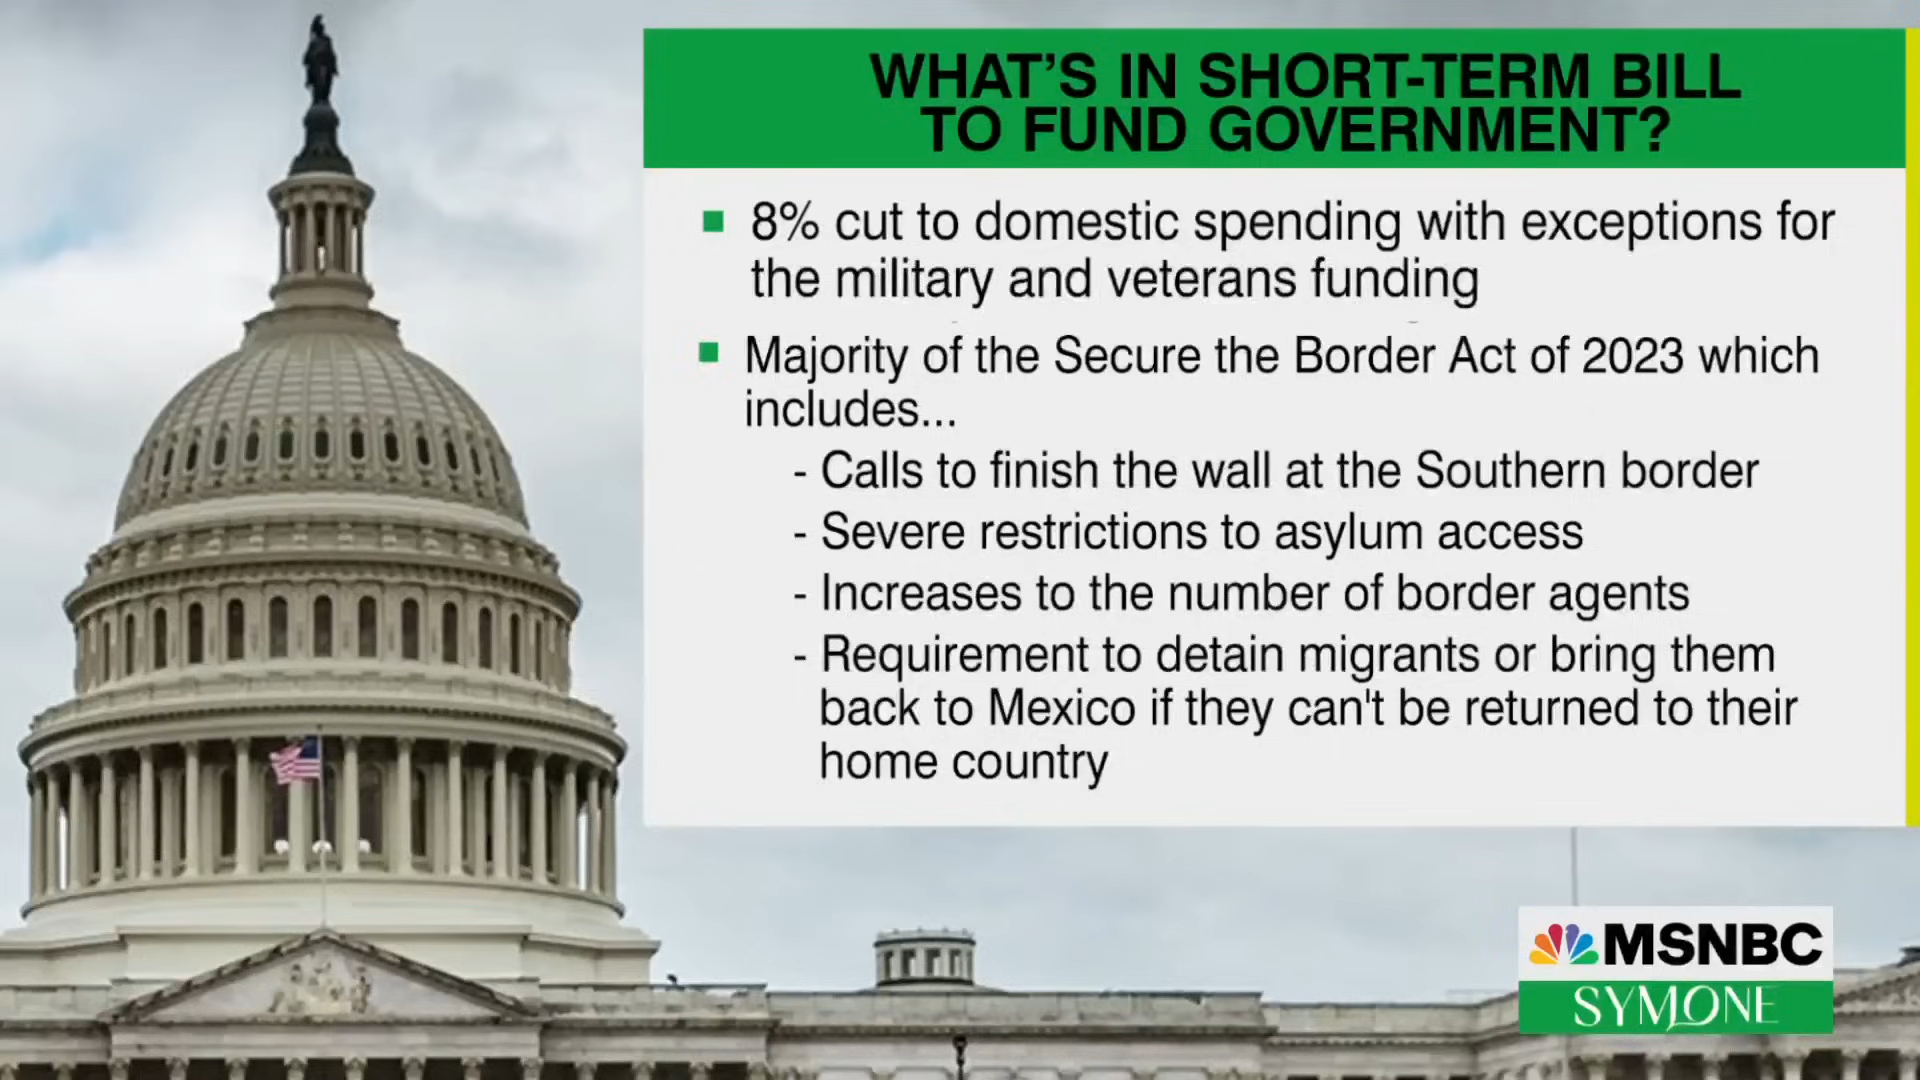 WHAT'S IN SHORT-TERM BILL
TO FUND GOVERNMENT?
8% cut to domestic spending with exceptions for
the military and veterans funding
Majority of the Secure the Border Act of 2023 which
includes...
- Calls to finish the wall at the Southern border
- Severe restrictions to asylum access
- Increases to the number of border agents
- Requirement to detain migrants or bring them
back to Mexico if they can't be returned to their
home country
MSNBC
SYMONE